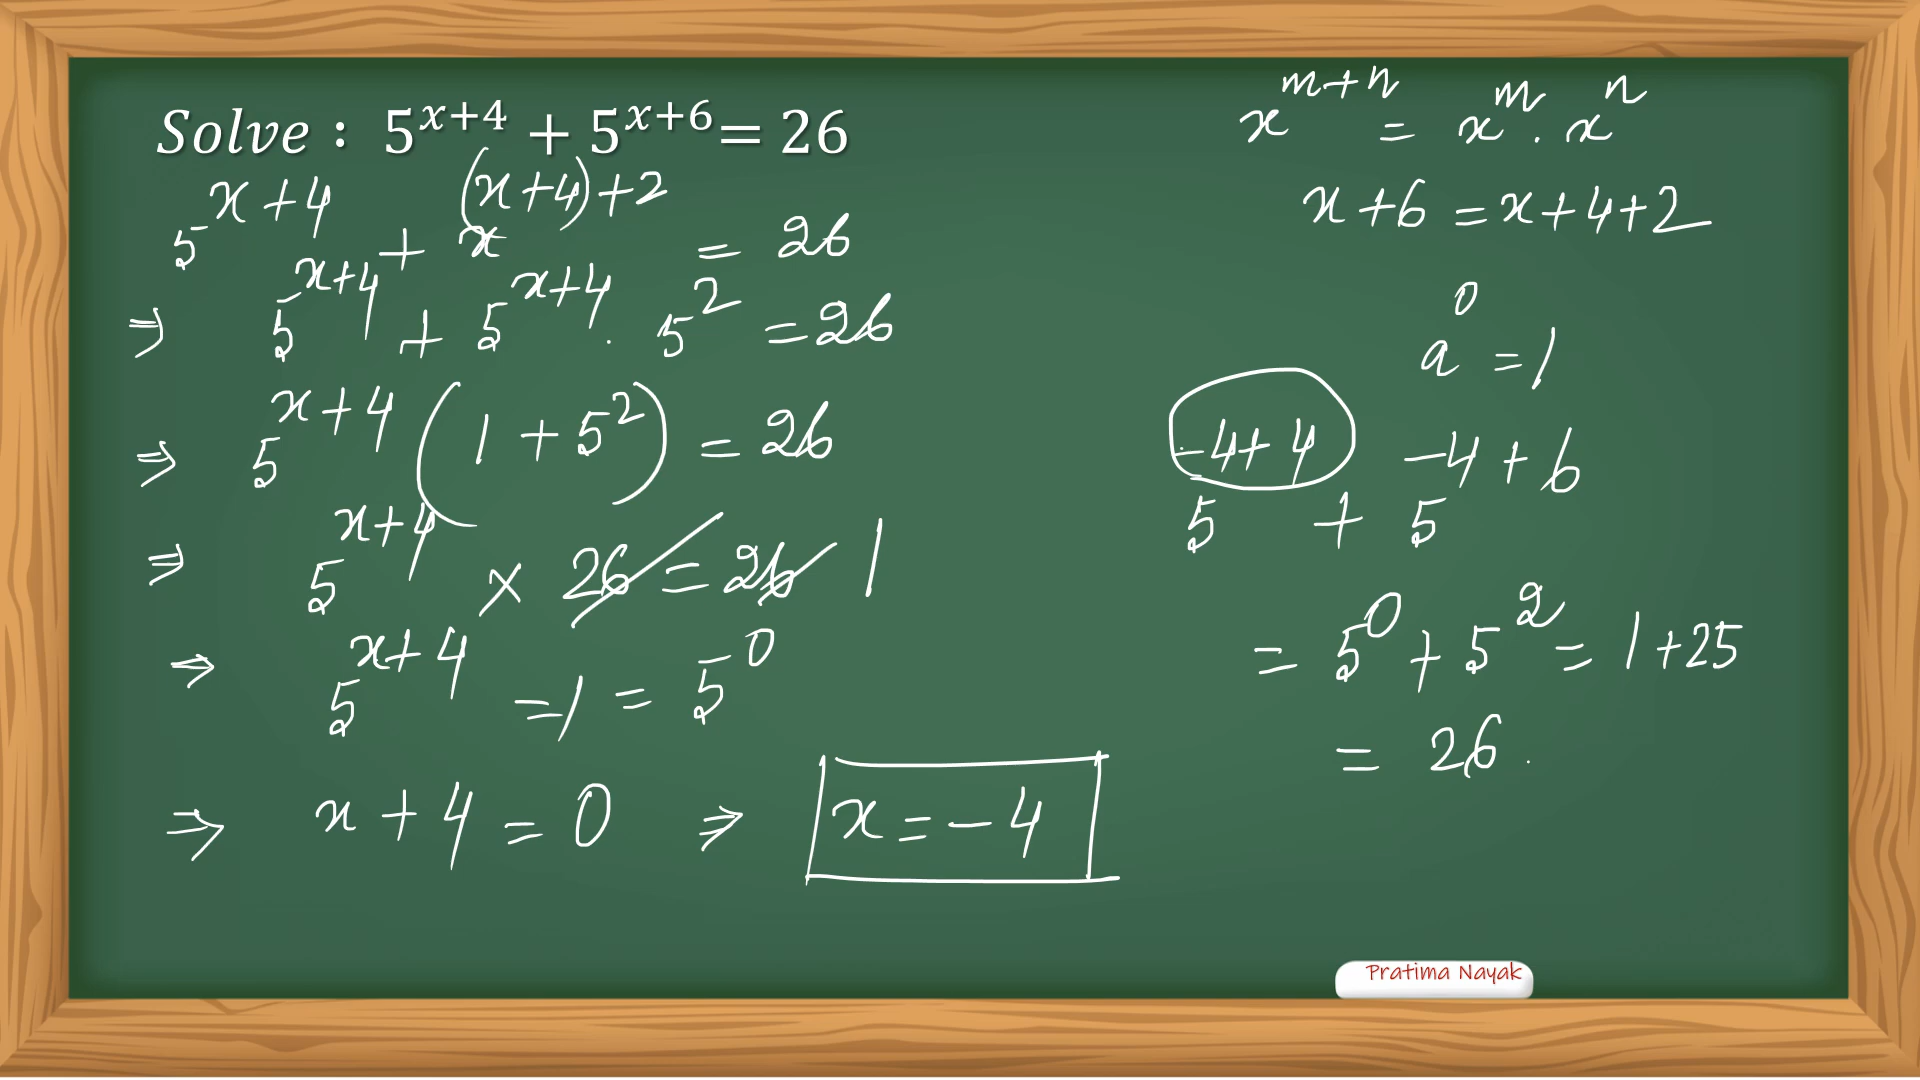 Solve : 5^{x+4} + 5^{x+6} = 26
5^{x+4} + x^{(x+4)+2} = 26
⇒ 5^{x+4} + 5^{x+4} . 5^2 = 26
⇒ 5^{x+4} (1 + 5^2) = 26
⇒ 5^{x+4} × 26 = 26 1
⇒ 5^{x+4} = 1 = 5^0
⇒ x + 4 = 0 ⇒ x = -4
x^{m+n} = x^m . x^n
x + 6 = x + 4 + 2
a^0 = 1
5^{-4+4} + 5^{-4+6}
= 5^0 + 5^2 = 1 + 25
= 26 .
Pratima Nayak